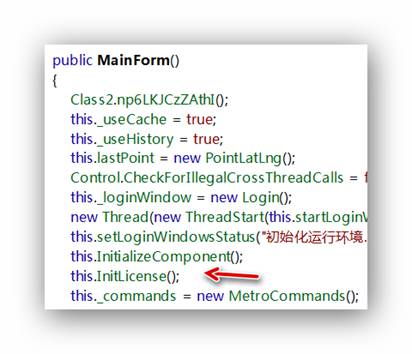 public MainForm()
{
Class2.np6LKJCzZAthI();
this._useCache = true;
this._useHistory = true;
this.lastPoint = new PointLatLng();
Control.CheckForIllegalCrossThreadCalls = f
this._loginWindow = new Login();
new Thread(new ThreadStart(this.startLoginW
this.setLoginWindowsStatus("初始化运行环境.
this.InitializeComponent();
this.InitLicense();
this._commands = new MetroCommands();